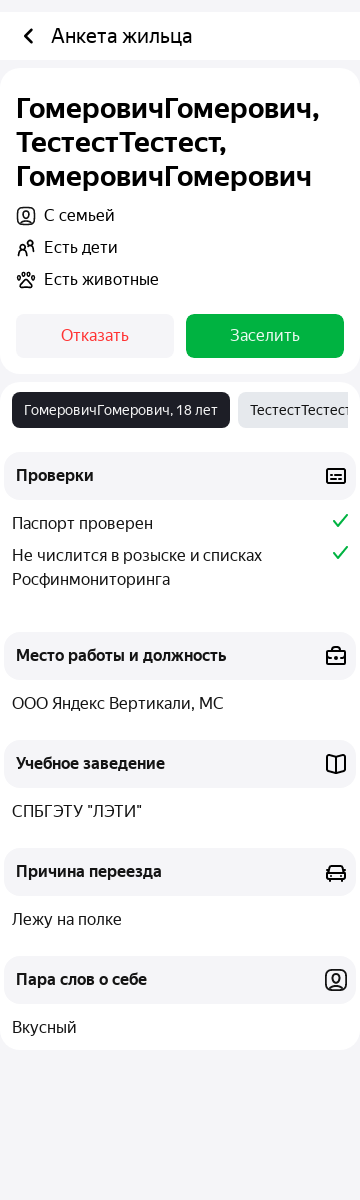 Анкета жильца
ГомеровичГомерович,
ТестестТестест,
ГомеровичГомерович
С семьей
Есть дети
Есть животные
Отказать
Заселить
ГомеровичГомерович, 18 лет
ТестестТестест
Проверки
Паспорт проверен
Не числится в розыске и списках
Росфинмониторинга
Место работы и должность
ООО Яндекс Вертикали, МС
Учебное заведение
СПБГЭТУ "ЛЭТИ"
Причина переезда
Лежу на полке
Пара слов о себе
Вкусный